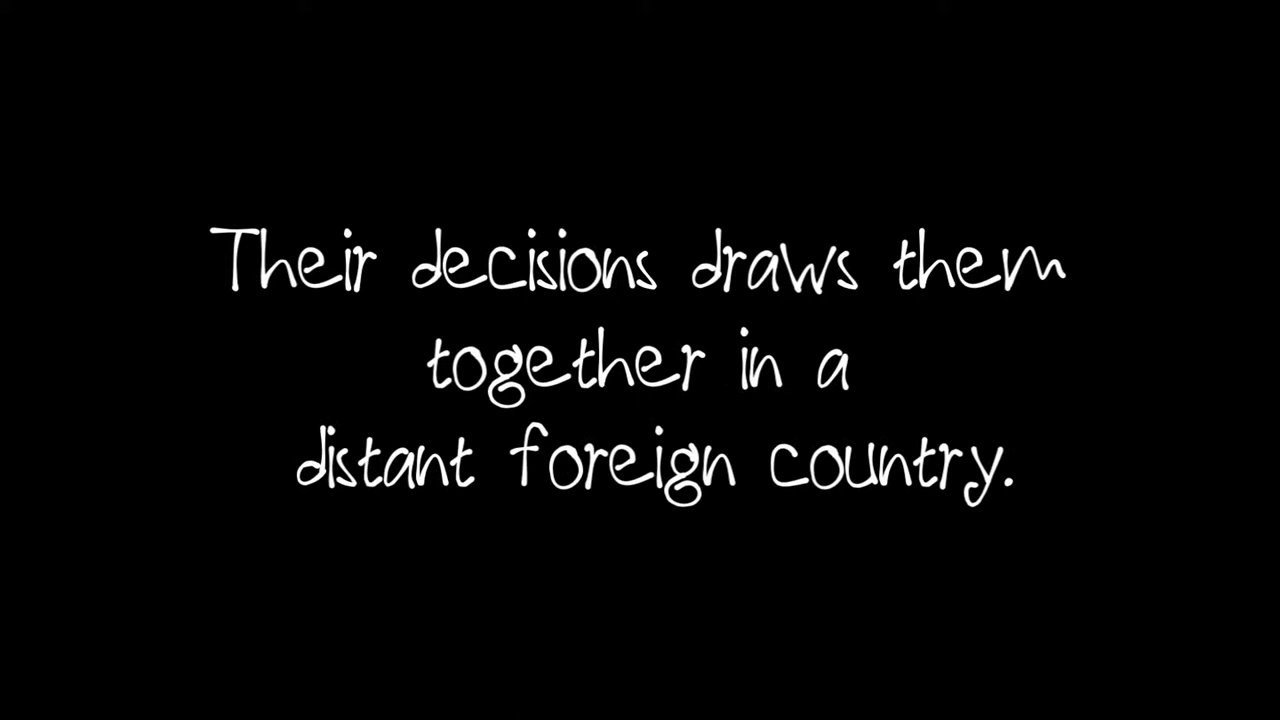 Their decisions draws them
together in a
distant foreign country.